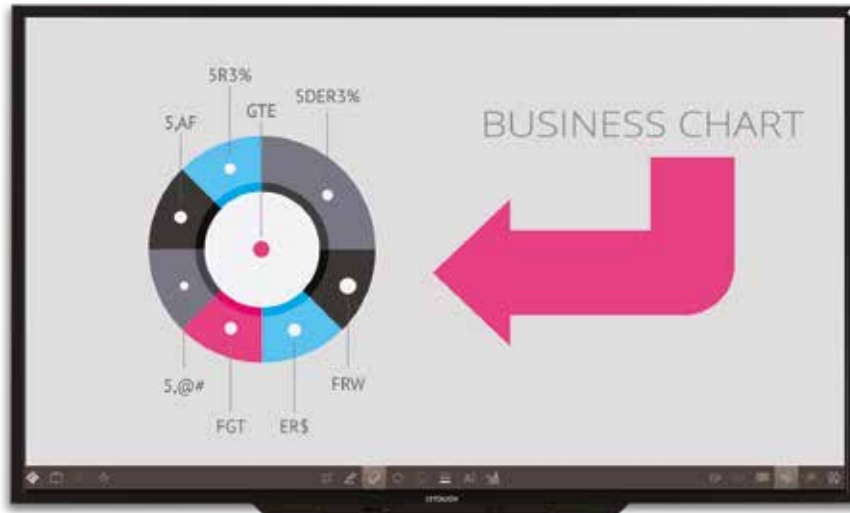 5R3%
5DER3%
GTE
5,AF
BUSINESS CHART
5,@#
FRW
FGT
ER$